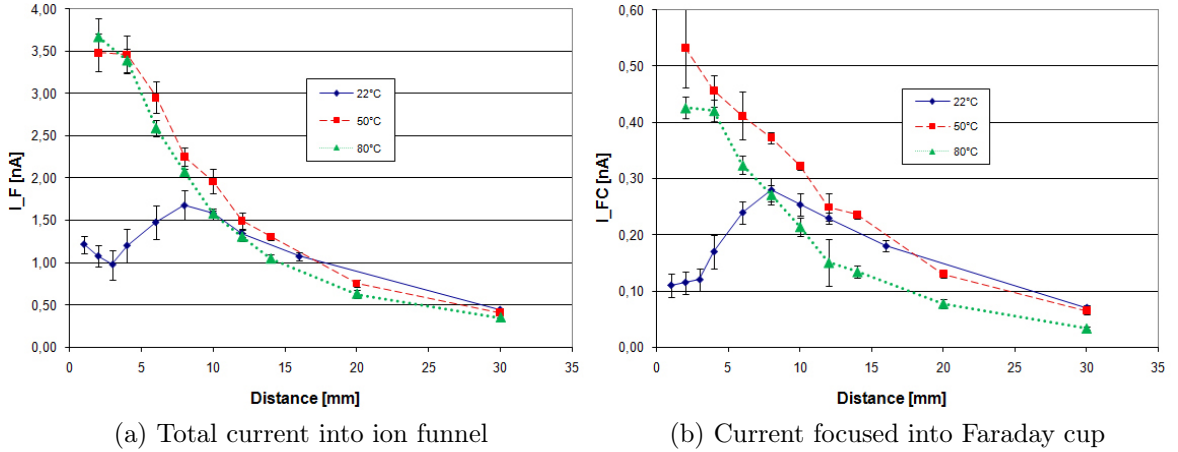 4,00
3,50
3,00
2,50
2,00
1,50
1,00
0,50
0,00
I_F [nA]
22°C
50°C
80°C
0 5 10 15 20 25 30 35
Distance [mm]
(a) Total current into ion funnel
0,60
0,50
0,40
0,30
0,20
0,10
0,00
I_FC [nA]
22°C
50°C
80°C
0 5 10 15 20 25 30 35
Distance [mm]
(b) Current focused into Faraday cup